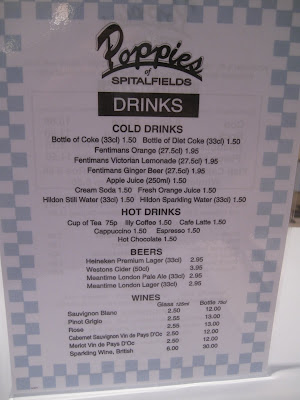 Poppies
of
SPITALFIELDS
DRINKS
COLD DRINKS
Bottle of Coke (33cl) 1.50 Bottle of Diet Coke (33cl) 1.50
Fentimans Orange (27.5cl) 1.95
Fentimans Victorian Lemonade (27.5cl) 1.95
Fentimans Ginger Beer (27.5cl) 1.95
Apple Juice (250ml) 1.50
Cream Soda 1.50 Fresh Orange Juice 1.50
Hildon Still Water (33cl) 1.50 Hildon Sparkling Water (33cl) 1.50
HOT DRINKS
Cup of Tea 75p Illy Coffee 1.50 Cafe Latte 1.50
Cappuccino 1.50 Espresso 1.50
Hot Chocolate 1.50
BEERS
Heineken Premium Lager (33cl) 2.95
Westons Cider (50cl) 3.95
Meantime London Pale Ale (33cl) 2.95
Meantime London Lager (33cl) 2.95
WINES
Glass 125ml Bottle 75cl
Sauvignon Blanc 2.50 12.00
Pinot Grigio 2.55 13.00
Rose 2.55 13.00
Cabernet Sauvignon Vin de Pays D'Oc 2.50 12.00
Merlot Vin de Pays D'Oc 2.50 12.00
Sparkling Wine, British 6.00 30.00